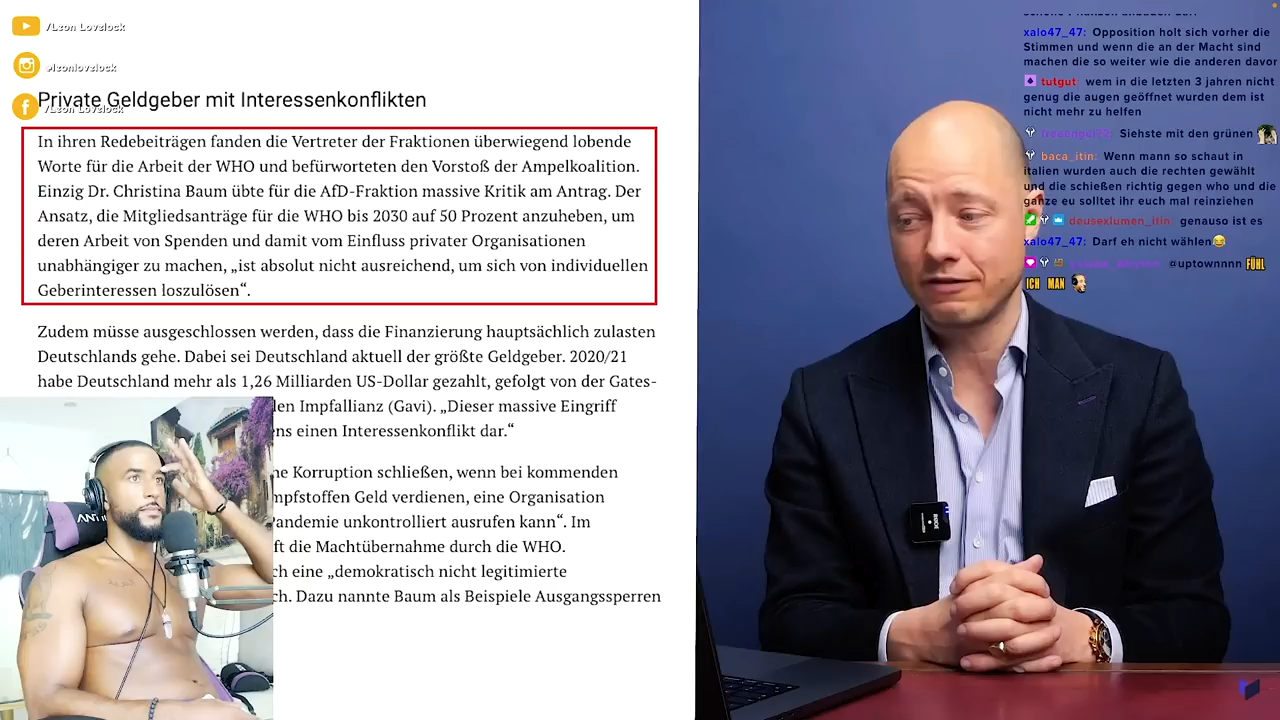 /Leon Lovelock
/leonlovelock
/Leon Lovelock
Private Geldgeber mit Interessenkonflikten
In ihren Redebeiträgen fanden die Vertreter der Fraktionen überwiegend lobende
Worte für die Arbeit der WHO und befürworteten den Vorstoß der Ampelkoalition.
Einzig Dr. Christina Baum übte für die AfD-Fraktion massive Kritik am Antrag. Der
Ansatz, die Mitgliedsanträge für die WHO bis 2030 auf 50 Prozent anzuheben, um
deren Arbeit von Spenden und damit vom Einfluss privater Organisationen
unabhängiger zu machen, „ist absolut nicht ausreichend, um sich von individuellen
Geberinteressen loszulösen“.
Zudem müsse ausgeschlossen werden, dass die Finanzierung hauptsächlich zulasten
Deutschlands gehe. Dabei sei Deutschland aktuell der größte Geldgeber. 2020/21
habe Deutschland mehr als 1,26 Milliarden US-Dollar gezahlt, gefolgt von der Gates-
Impfallianz (Gavi). „Dieser massive Eingriff
einen Interessenkonflikt dar.“
Korruption schließen, wenn bei kommenden
Geld verdienen, eine Organisation
unkontrolliert ausrufen kann“. Im
die Machtübernahme durch die WHO.
eine „demokratisch nicht legitimierte
Dazu nannte Baum als Beispiele Ausgangssperren
xalo47_47: Opposition holt sich vorher die
Stimmen und wenn die an der Macht sind
machen die so weiter wie die anderen davor
tutgut: wem in die letzten 3 jahren nicht
genug die augen geöffnet wurden dem ist
nicht mehr zu helfen
Siehste mit den grünen
baca_itin: Wenn mann so schaut in
italien wurden auch die rechten gewählt
und die schießen richtig gegen who und die
ganze eu solltet ihr euch mal reinziehen
deusexlumen_itin: genauso ist es
xalo47_47: Darf eh nicht wählen
@uptownnnn FÜHL
ICH MAN